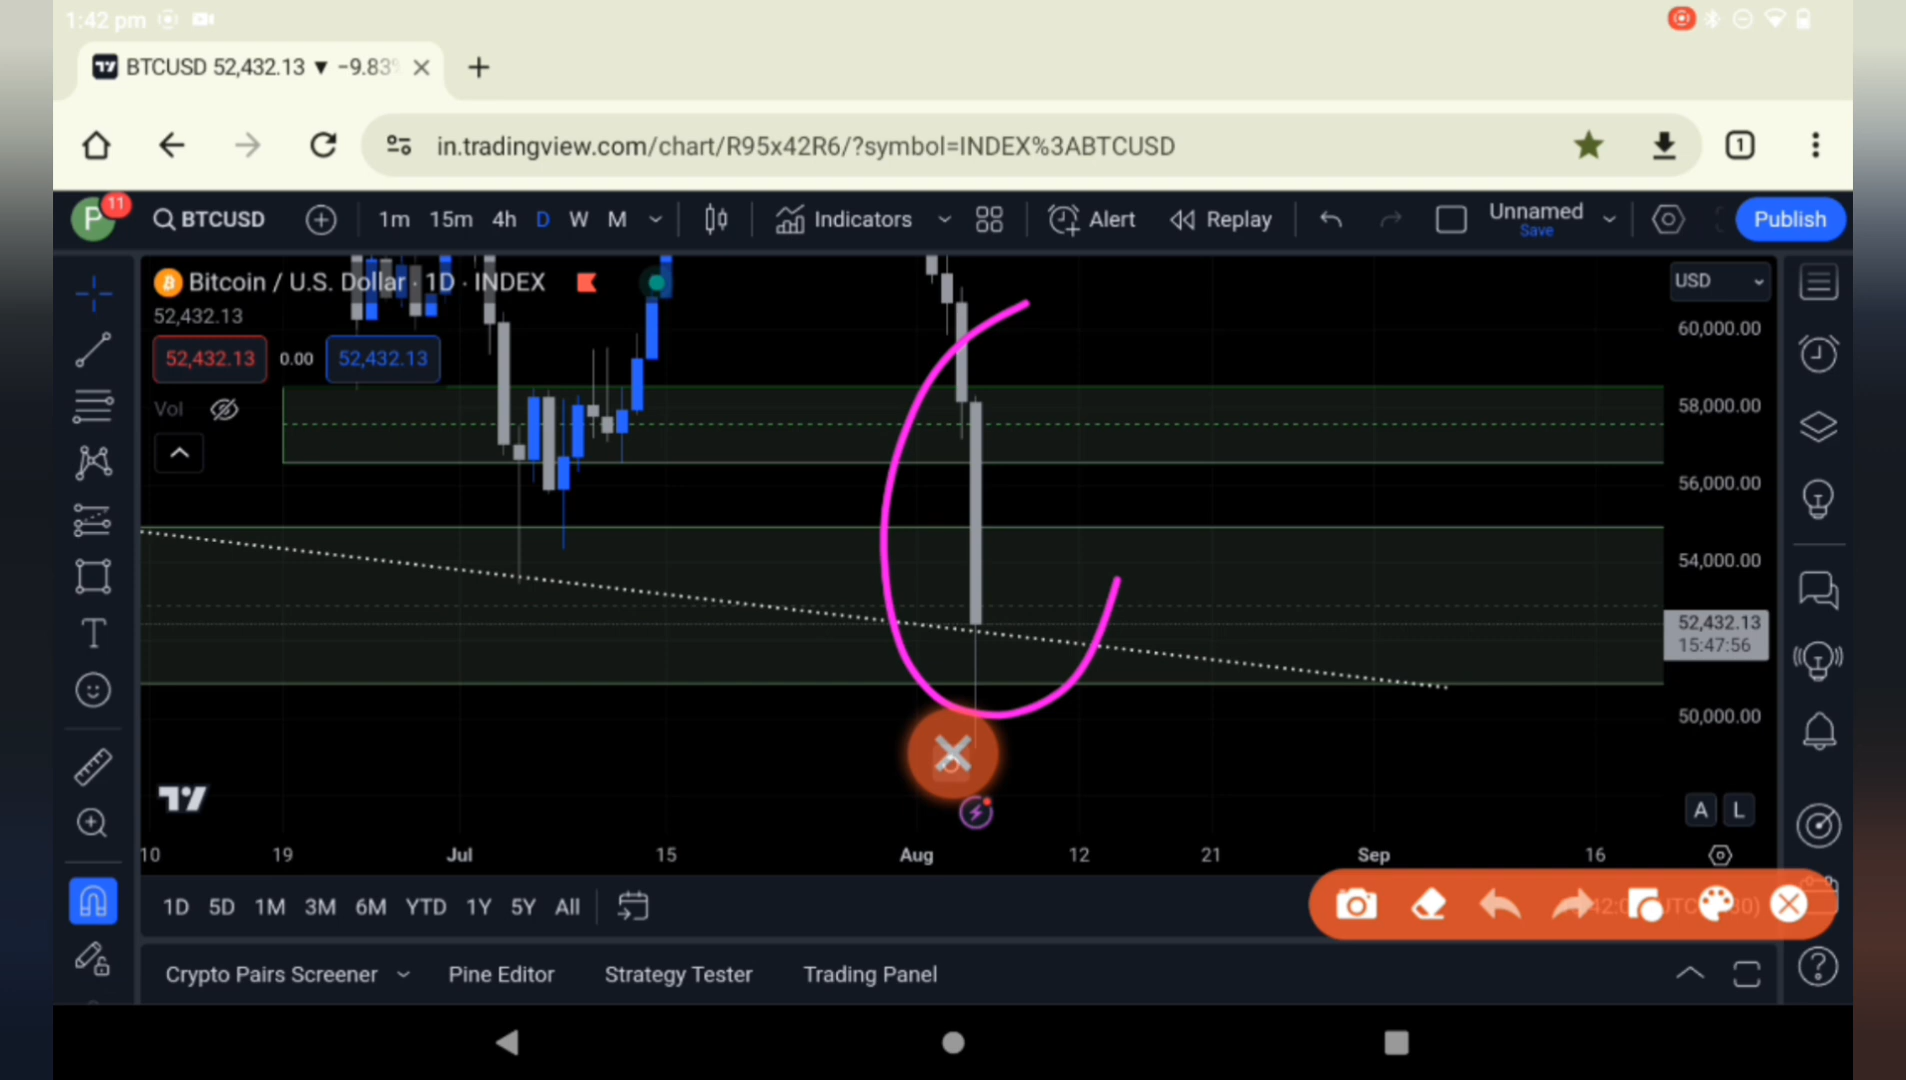 1:42 pm
BTCUSD 52,432.13 ▼ −9.83%
in.tradingview.com/chart/R95x42R6/?symbol=INDEX%3ABTCUSD
1
P
11
BTCUSD
1m 15m 4h D W M
Indicators
Alert
Replay
Unnamed
Save
Publish
Bitcoin / U.S. Dollar · 1D · INDEX
USD
52,432.13
52,432.13 0.00 52,432.13
Vol
60,000.00
58,000.00
56,000.00
54,000.00
52,432.13
15:47:56
50,000.00
A L
10 19 Jul 15 Aug 12 21 Sep 16
1D 5D 1M 3M 6M YTD 1Y 5Y All
Crypto Pairs Screener
Pine Editor
Strategy Tester
Trading Panel